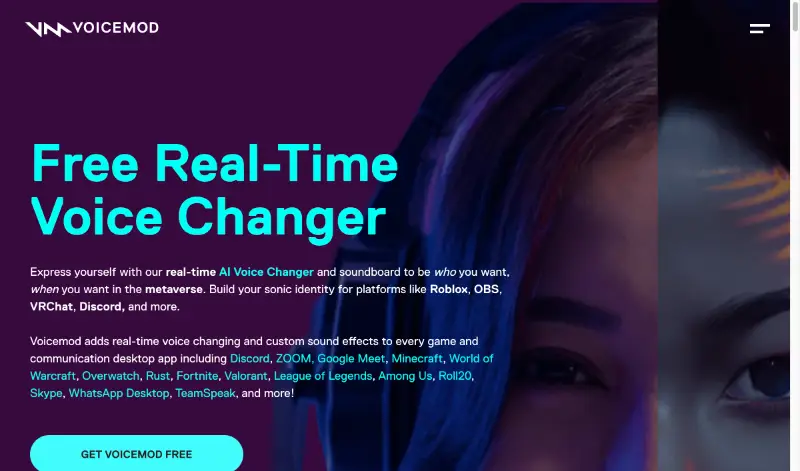 VOICEMOD
Free Real-Time
Voice Changer
Express yourself with our real-time AI Voice Changer and soundboard to be who you want,
when you want in the metaverse. Build your sonic identity for platforms like Roblox, OBS,
VRChat, Discord, and more.
Voicemod adds real-time voice changing and custom sound effects to every game and
communication desktop app including Discord, ZOOM, Google Meet, Minecraft, World of
Warcraft, Overwatch, Rust, Fortnite, Valorant, League of Legends, Among Us, Roll20,
Skype, WhatsApp Desktop, TeamSpeak, and more!
GET VOICEMOD FREE